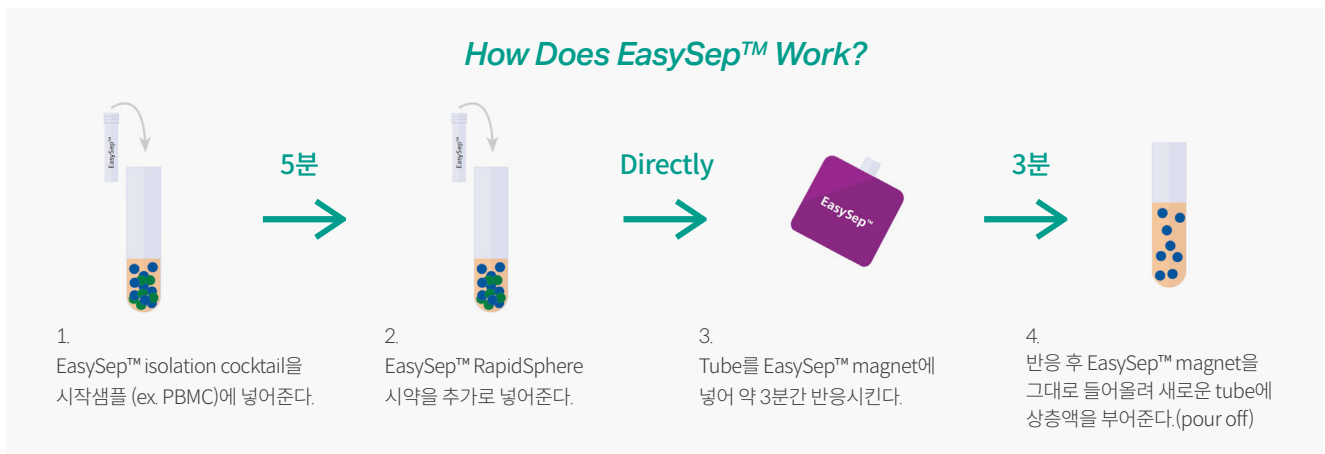 How Does EasySep™ Work?
EasySep™
5분
EasySep™
Directly
EasySep™
3분
1.
EasySep™ isolation cocktail을
시작샘플 (ex. PBMC)에 넣어준다.
2.
EasySep™ RapidSphere
시약을 추가로 넣어준다.
3.
Tube를 EasySep™ magnet에
넣어 약 3분간 반응시킨다.
4.
반응 후 EasySep™ magnet을
그대로 들어올려 새로운 tube에
상층액을 부어준다.(pour off)